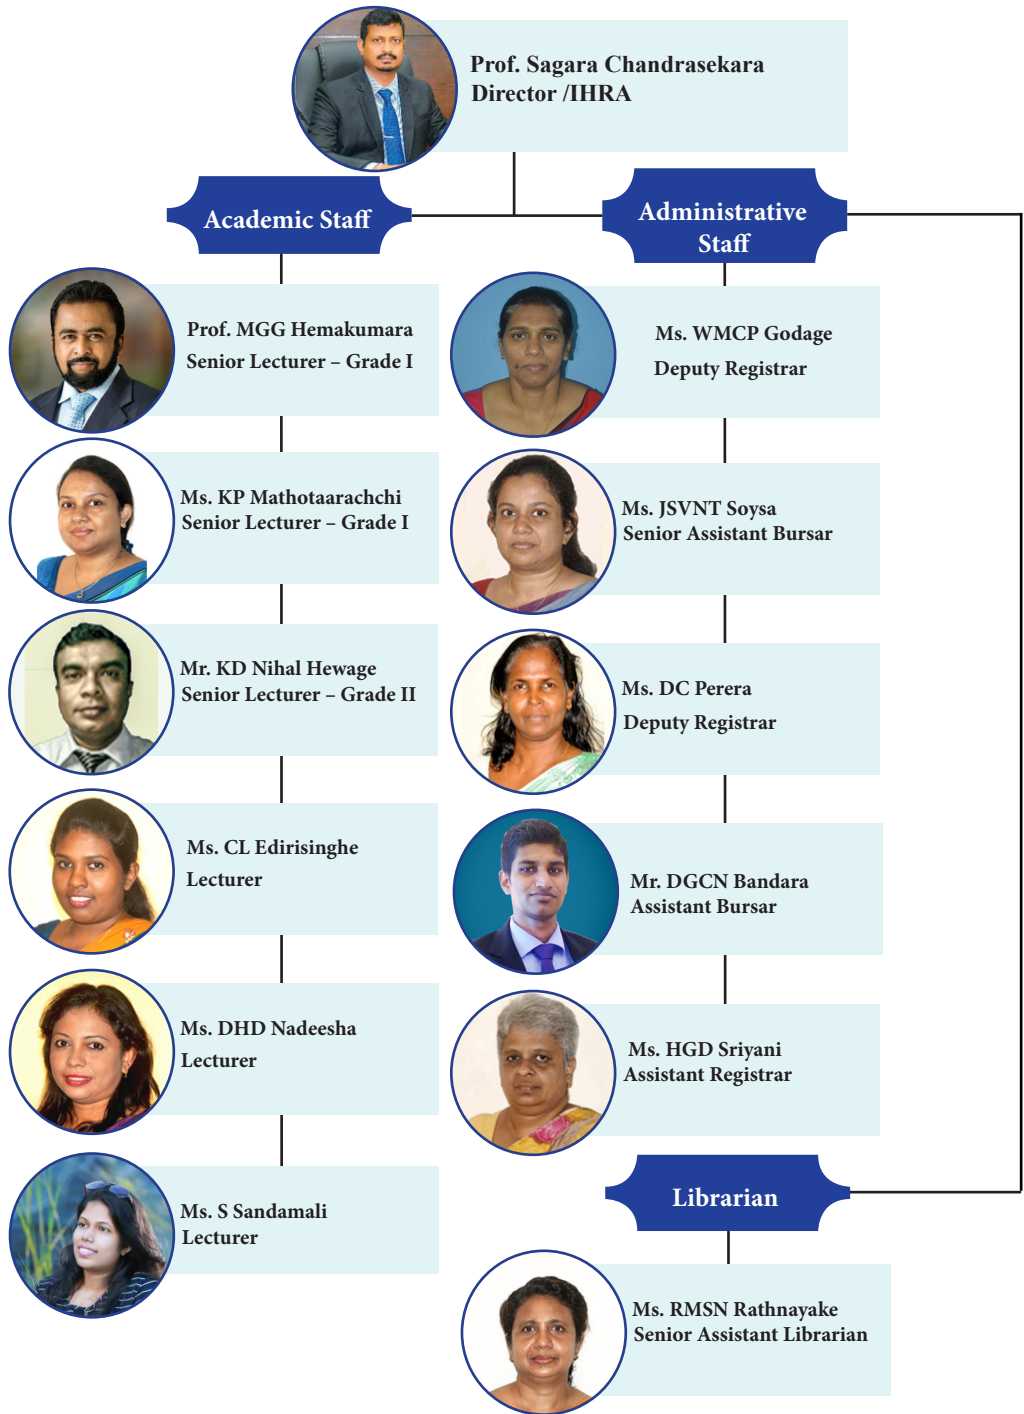 Prof. Sagara Chandrasekara
Director /IHRA
Academic Staff
Prof. MGG Hemakumara
Senior Lecturer – Grade I
Ms. KP Mathotaarachchi
Senior Lecturer – Grade I
Mr. KD Nihal Hewage
Senior Lecturer – Grade II
Ms. CL Edirisinghe
Lecturer
Ms. DHD Nadeesha
Lecturer
Ms. S Sandamali
Lecturer
Administrative
Staff
Ms. WMCP Godage
Deputy Registrar
Ms. JSVNT Soysa
Senior Assistant Bursar
Ms. DC Perera
Deputy Registrar
Mr. DGCN Bandara
Assistant Bursar
Ms. HGD Sriyani
Assistant Registrar
Librarian
Ms. RMSN Rathnayake
Senior Assistant Librarian